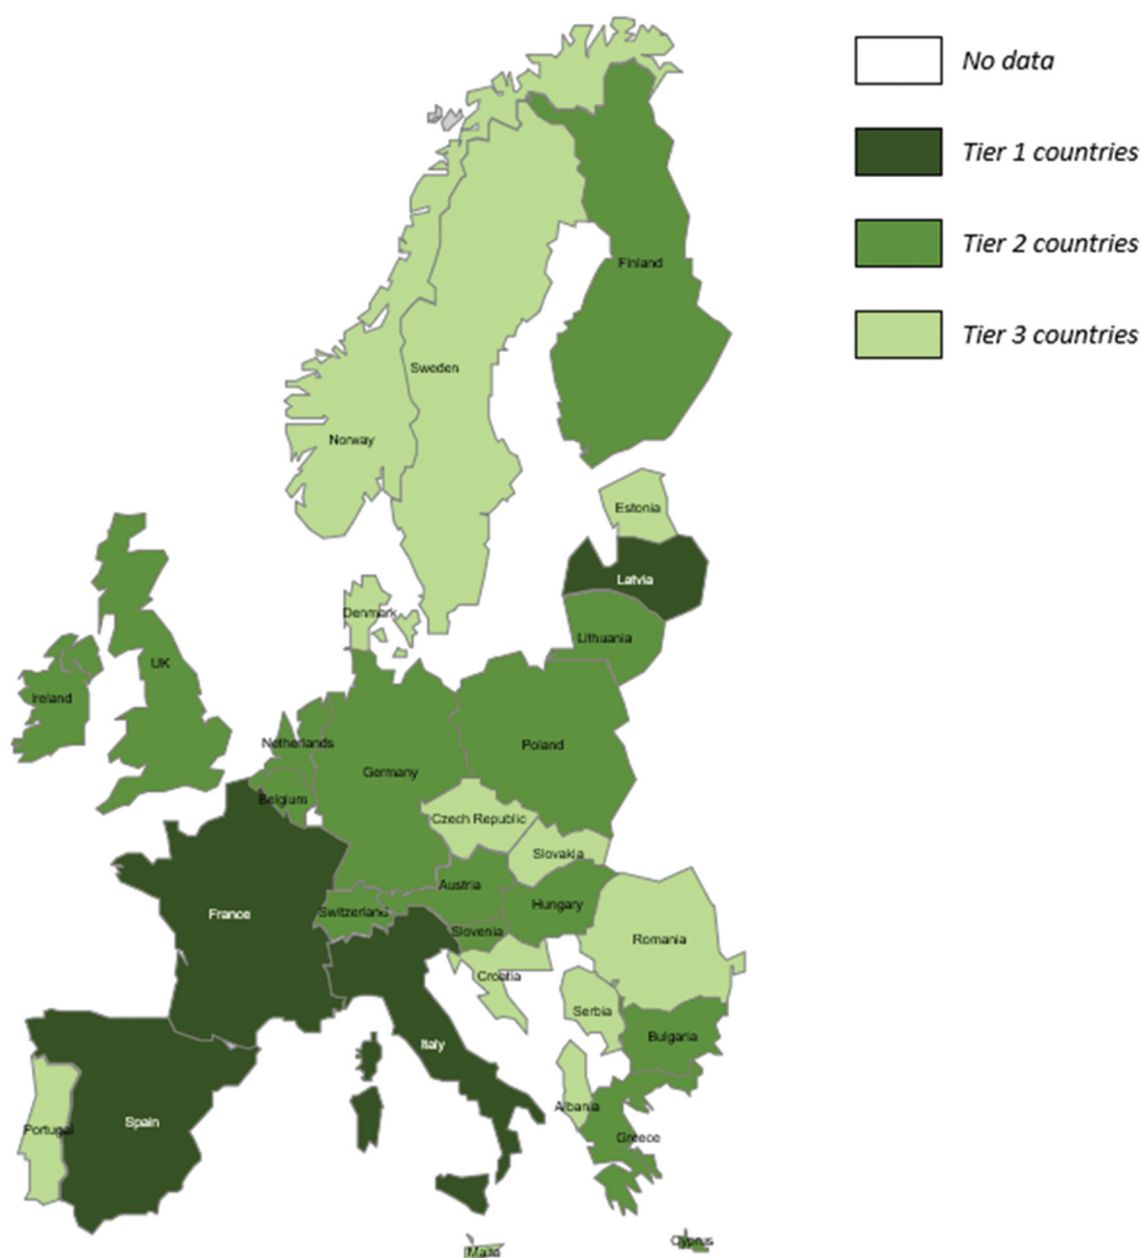 No data
Tier 1 countries
Tier 2 countries
Tier 3 countries
Finland
Sweden
Norway
Estonia
Latvia
Denmark
Lithuania
UK
Ireland
Netherlands
Poland
Germany
Belgium
Czech Republic
Slovakia
Austria
Hungary
France
Switzerland
Slovenia
Romania
Croatia
Serbia
Bulgaria
Italy
Albania
Spain
Portugal
Greece
Cyprus
Malta